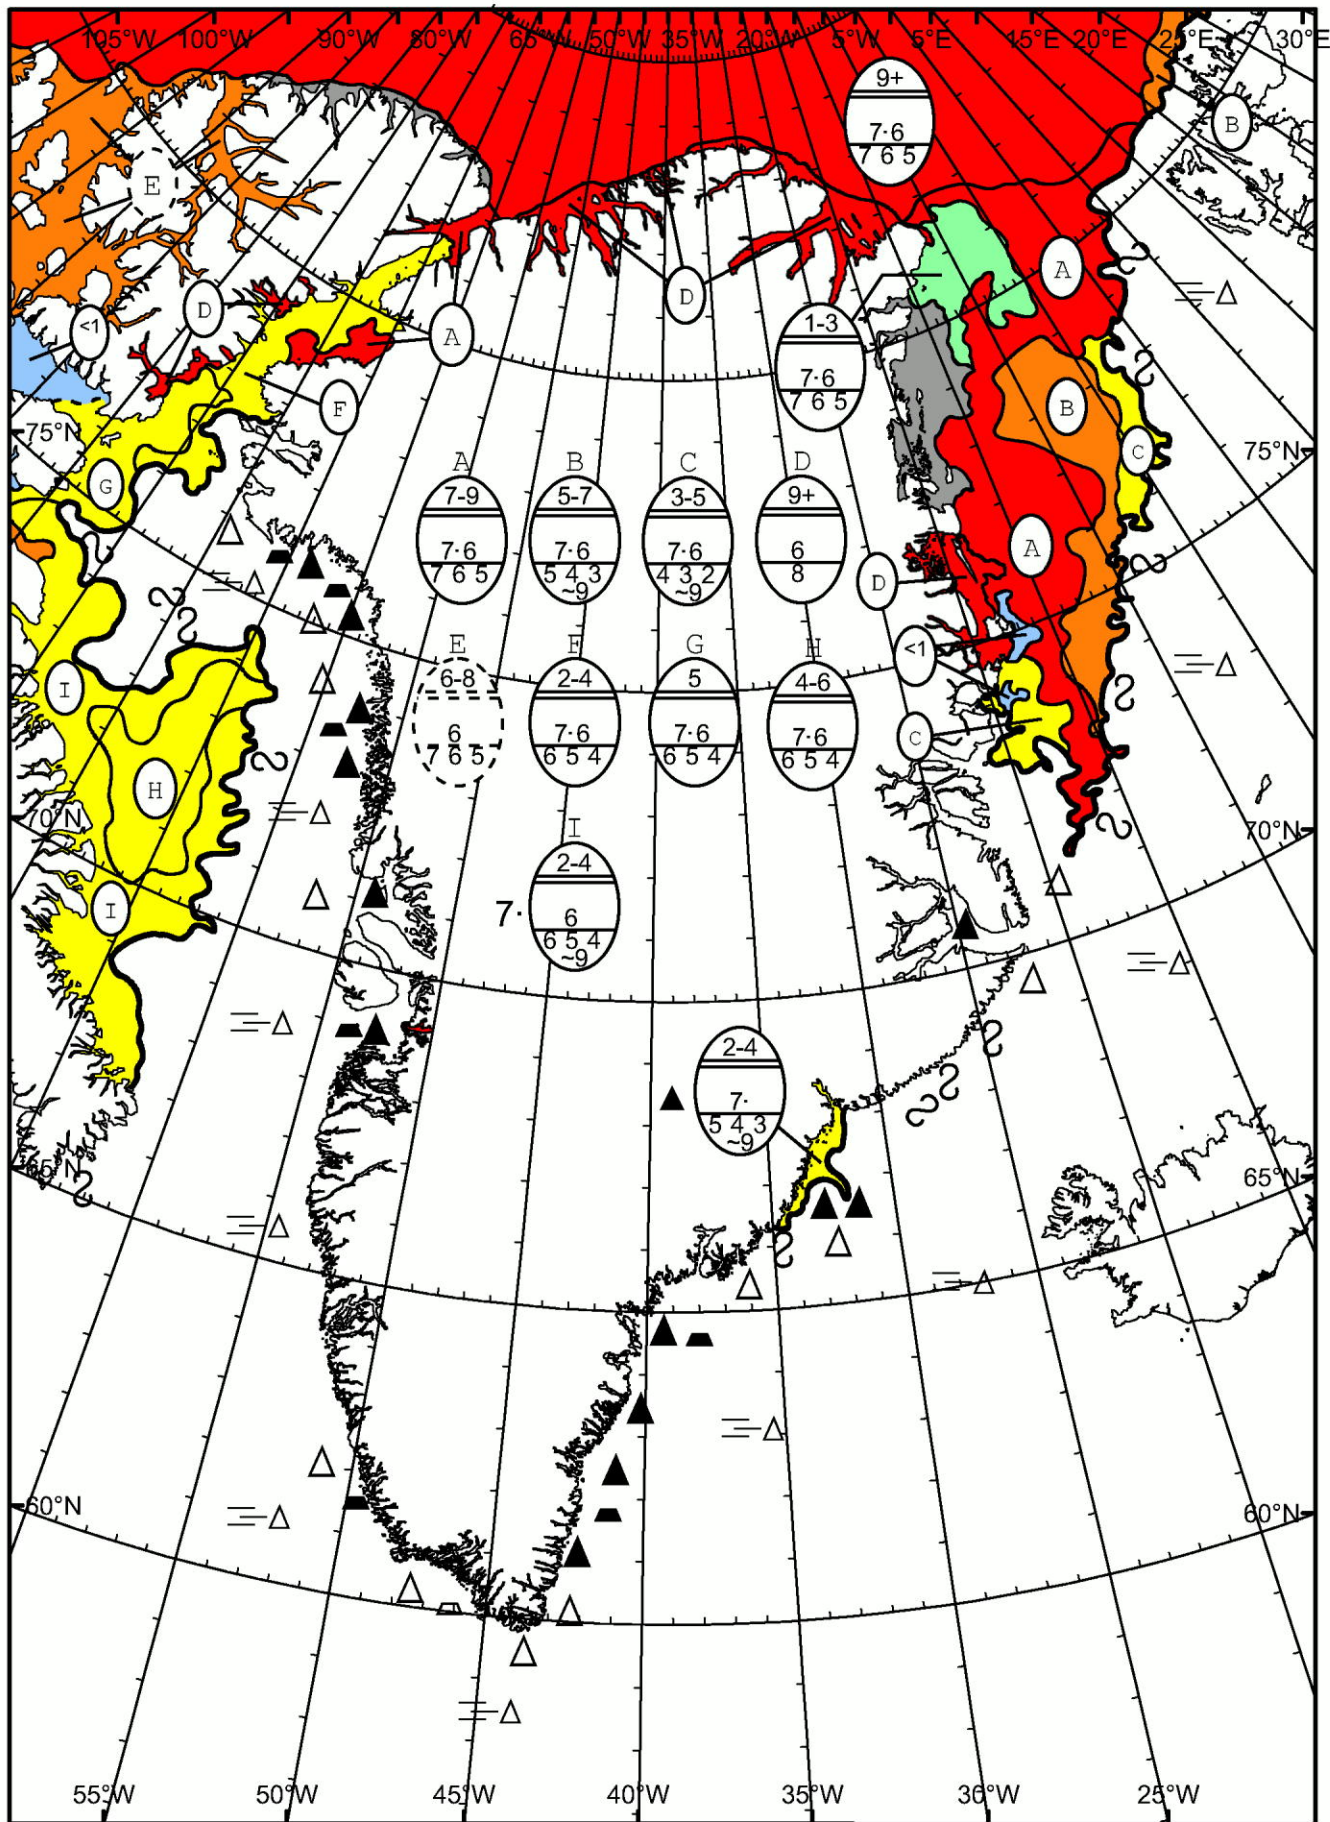 105°W 100°W 90°W 80°W 65°W 50°W 35°W 20°W 5°W 5°E 15°E 20°E 25°E 30°E
9+
7·6
7 6 5
B
E
A
D
D
<1
A
1-3
7·6
7 6 5
F
B
75°N
75°N
C
G
A B C D
7-9 5-7 3-5 9+
7·6 7·6 7·6 6
7 6 5 5 4 3 4 3 2 8
~9 ~9
A
D
E F G H
<1
I
6-8 2-4 5 4-6
6 7·6 7·6 7·6
7 6 5 6 5 4 6 5 4 6 5 4
C
H
70°N
70°N
I
2-4
7· 6
6 5 4
~9
I
2-4
7·
5 4 3
~9
65°N
65°N
60°N
60°N
55°W 50°W 45°W 40°W 35°W 30°W 25°W